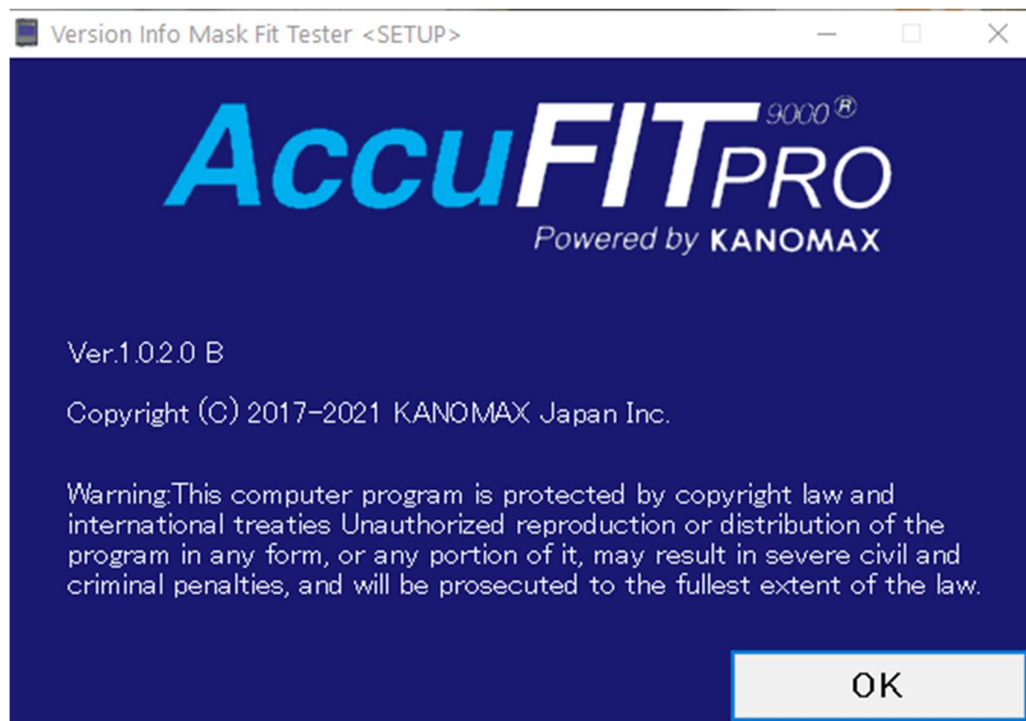 Version Info Mask Fit Tester <SETUP>
AccuFIT 9000® PRO
Powered by KANOMAX
Ver.1.0.2.0 B
Copyright (C) 2017-2021 KANOMAX Japan Inc.
Warning:This computer program is protected by copyright law and
international treaties Unauthorized reproduction or distribution of the
program in any form, or any portion of it, may result in severe civil and
criminal penalties, and will be prosecuted to the fullest extent of the law.
OK